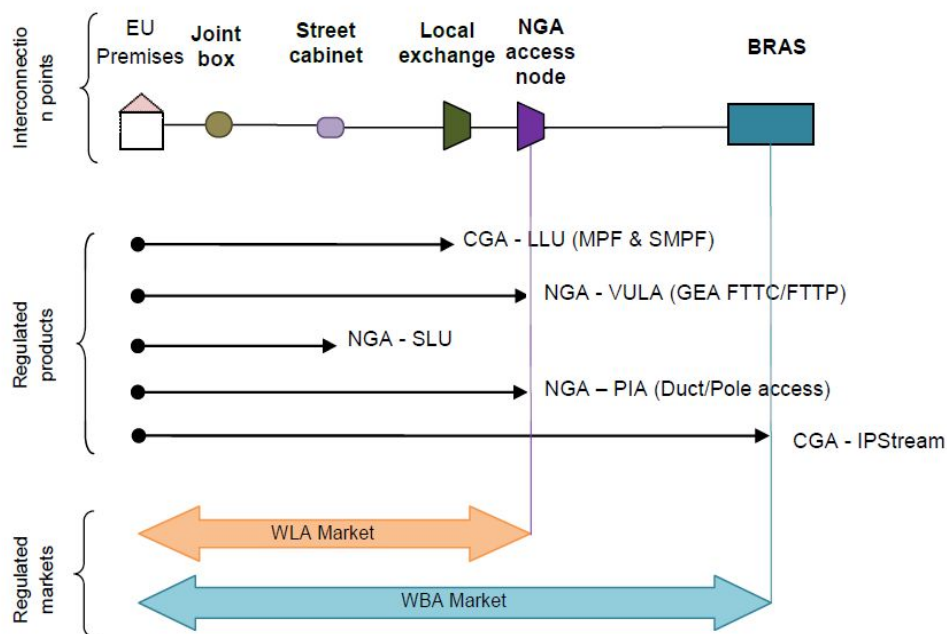 EU
Premises
Joint
box
Street
cabinet
Local
exchange
NGA
access
node
BRAS
Interconnectio
n points
CGA - LLU (MPF & SMPF)
NGA - VULA (GEA FTTC/FTTP)
NGA - SLU
NGA – PIA (Duct/Pole access)
CGA - IPStream
Regulated
products
WLA Market
WBA Market
Regulated
markets